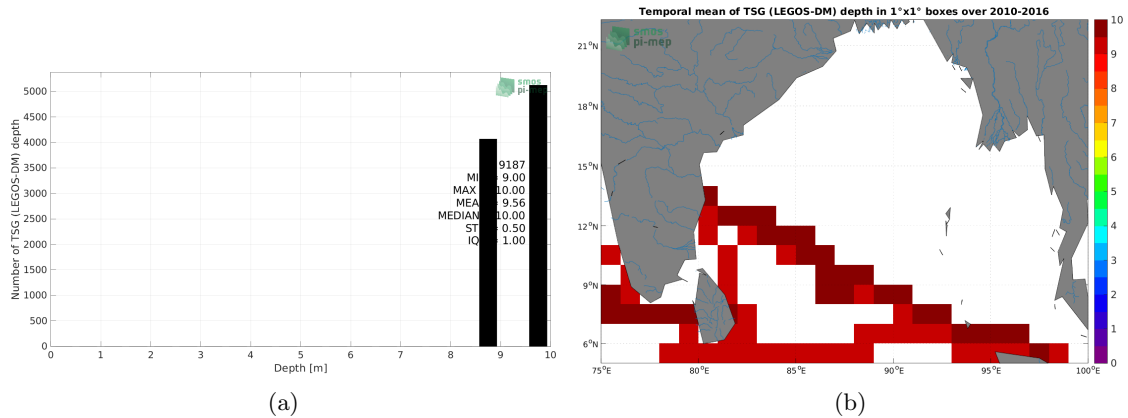 smos
pi-mep
5000
4500
4000
3500
3000
2500
2000
1500
1000
500
0
Number of TSG (LEGOS-DM) depth
9187
MI = 9.00
MAX 10.00
MEA = 9.56
MEDIAN 10.00
ST = 0.50
IQ = 1.00
0 1 2 3 4 5 6 7 8 9 10
Depth [m]
(a)
Temporal mean of TSG (LEGOS-DM) depth in 1°x1° boxes over 2010-2016
smos
pi-mep
21°N
18°N
15°N
12°N
9°N
6°N
75°E 80°E 85°E 90°E 95°E 100°E
10
9
8
7
6
5
4
3
2
1
0
(b)